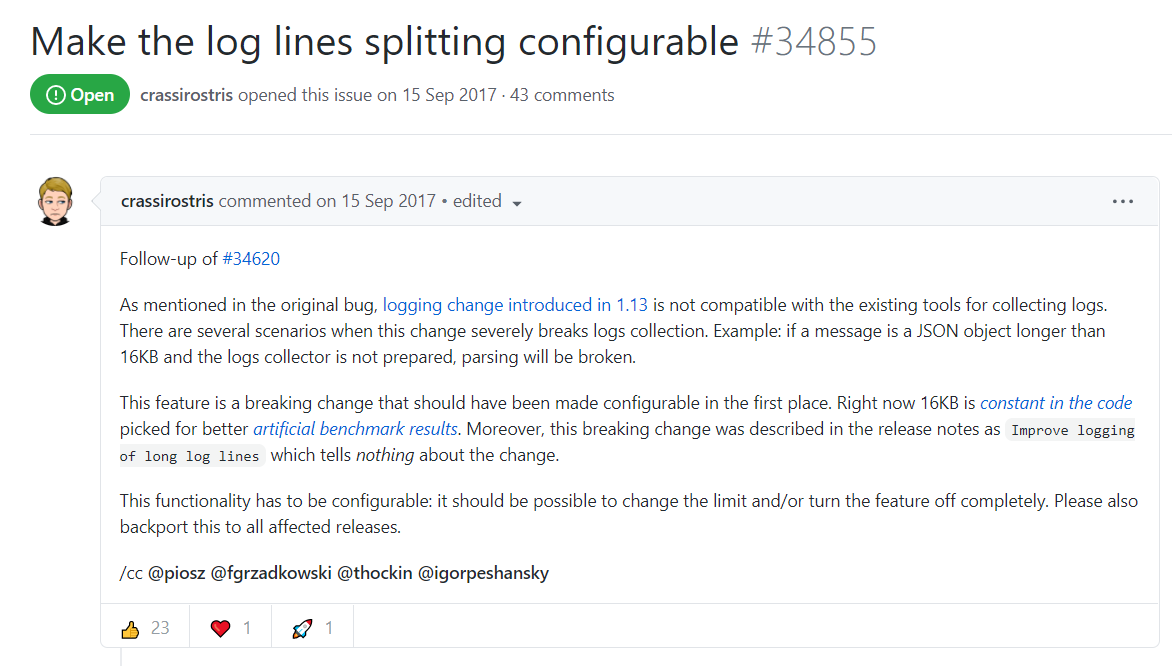 Make the log lines splitting configurable #34855
Open crassirostris opened this issue on 15 Sep 2017 · 43 comments
crassirostris commented on 15 Sep 2017 • edited
Follow-up of #34620
As mentioned in the original bug, logging change introduced in 1.13 is not compatible with the existing tools for collecting logs.
There are several scenarios when this change severely breaks logs collection. Example: if a message is a JSON object longer than
16KB and the logs collector is not prepared, parsing will be broken.
This feature is a breaking change that should have been made configurable in the first place. Right now 16KB is constant in the code
picked for better artificial benchmark results. Moreover, this breaking change was described in the release notes as Improve logging
of long log lines which tells nothing about the change.
This functionality has to be configurable: it should be possible to change the limit and/or turn the feature off completely. Please also
backport this to all affected releases.
/cc @piosz @fgrzadkowski @thockin @igorpeshansky
23 1 1